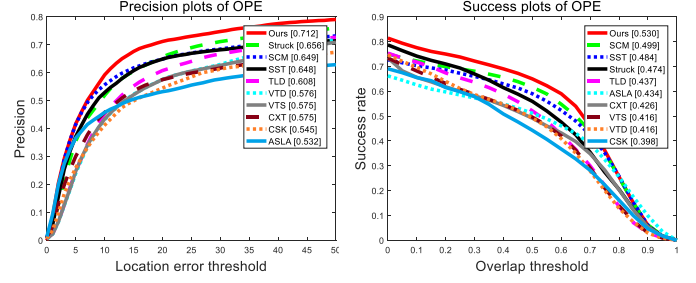 Precision plots of OPE
0.8
0.7
0.6
0.5
0.4
0.3
0.2
0.1
0
Precision
0 5 10 15 20 25 30 35 40 45 50
Location error threshold
Ours [0.712]
Struck [0.656]
SCM [0.649]
SST [0.648]
TLD [0.608]
VTD [0.576]
VTS [0.575]
CXT [0.575]
CSK [0.545]
ASLA [0.532]
Success plots of OPE
0.9
0.8
0.7
0.6
0.5
0.4
0.3
0.2
0.1
0
Success rate
0 0.1 0.2 0.3 0.4 0.5 0.6 0.7 0.8 0.9 1
Overlap threshold
Ours [0.530]
SCM [0.499]
SST [0.484]
Struck [0.474]
TLD [0.437]
ASLA [0.434]
CXT [0.426]
VTS [0.416]
VTD [0.416]
CSK [0.398]